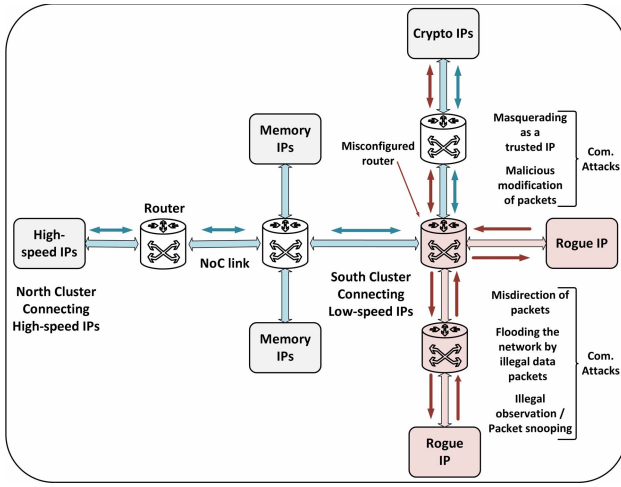 Crypto IPs
Masquerading
as a
trusted IP
Malicious
modification
of packets
Com.
Attacks
Memory
IPs
Misconfigured
router
Router
High-
speed IPs
NoC link
Rogue IP
North Cluster
Connecting
High-speed IPs
South Cluster
Connecting
Low-speed IPs
Memory
IPs
Misdirection of
packets
Flooding the
network by
illegal data
packets
Illegal
observation /
Packet snooping
Com.
Attacks
Rogue
IP